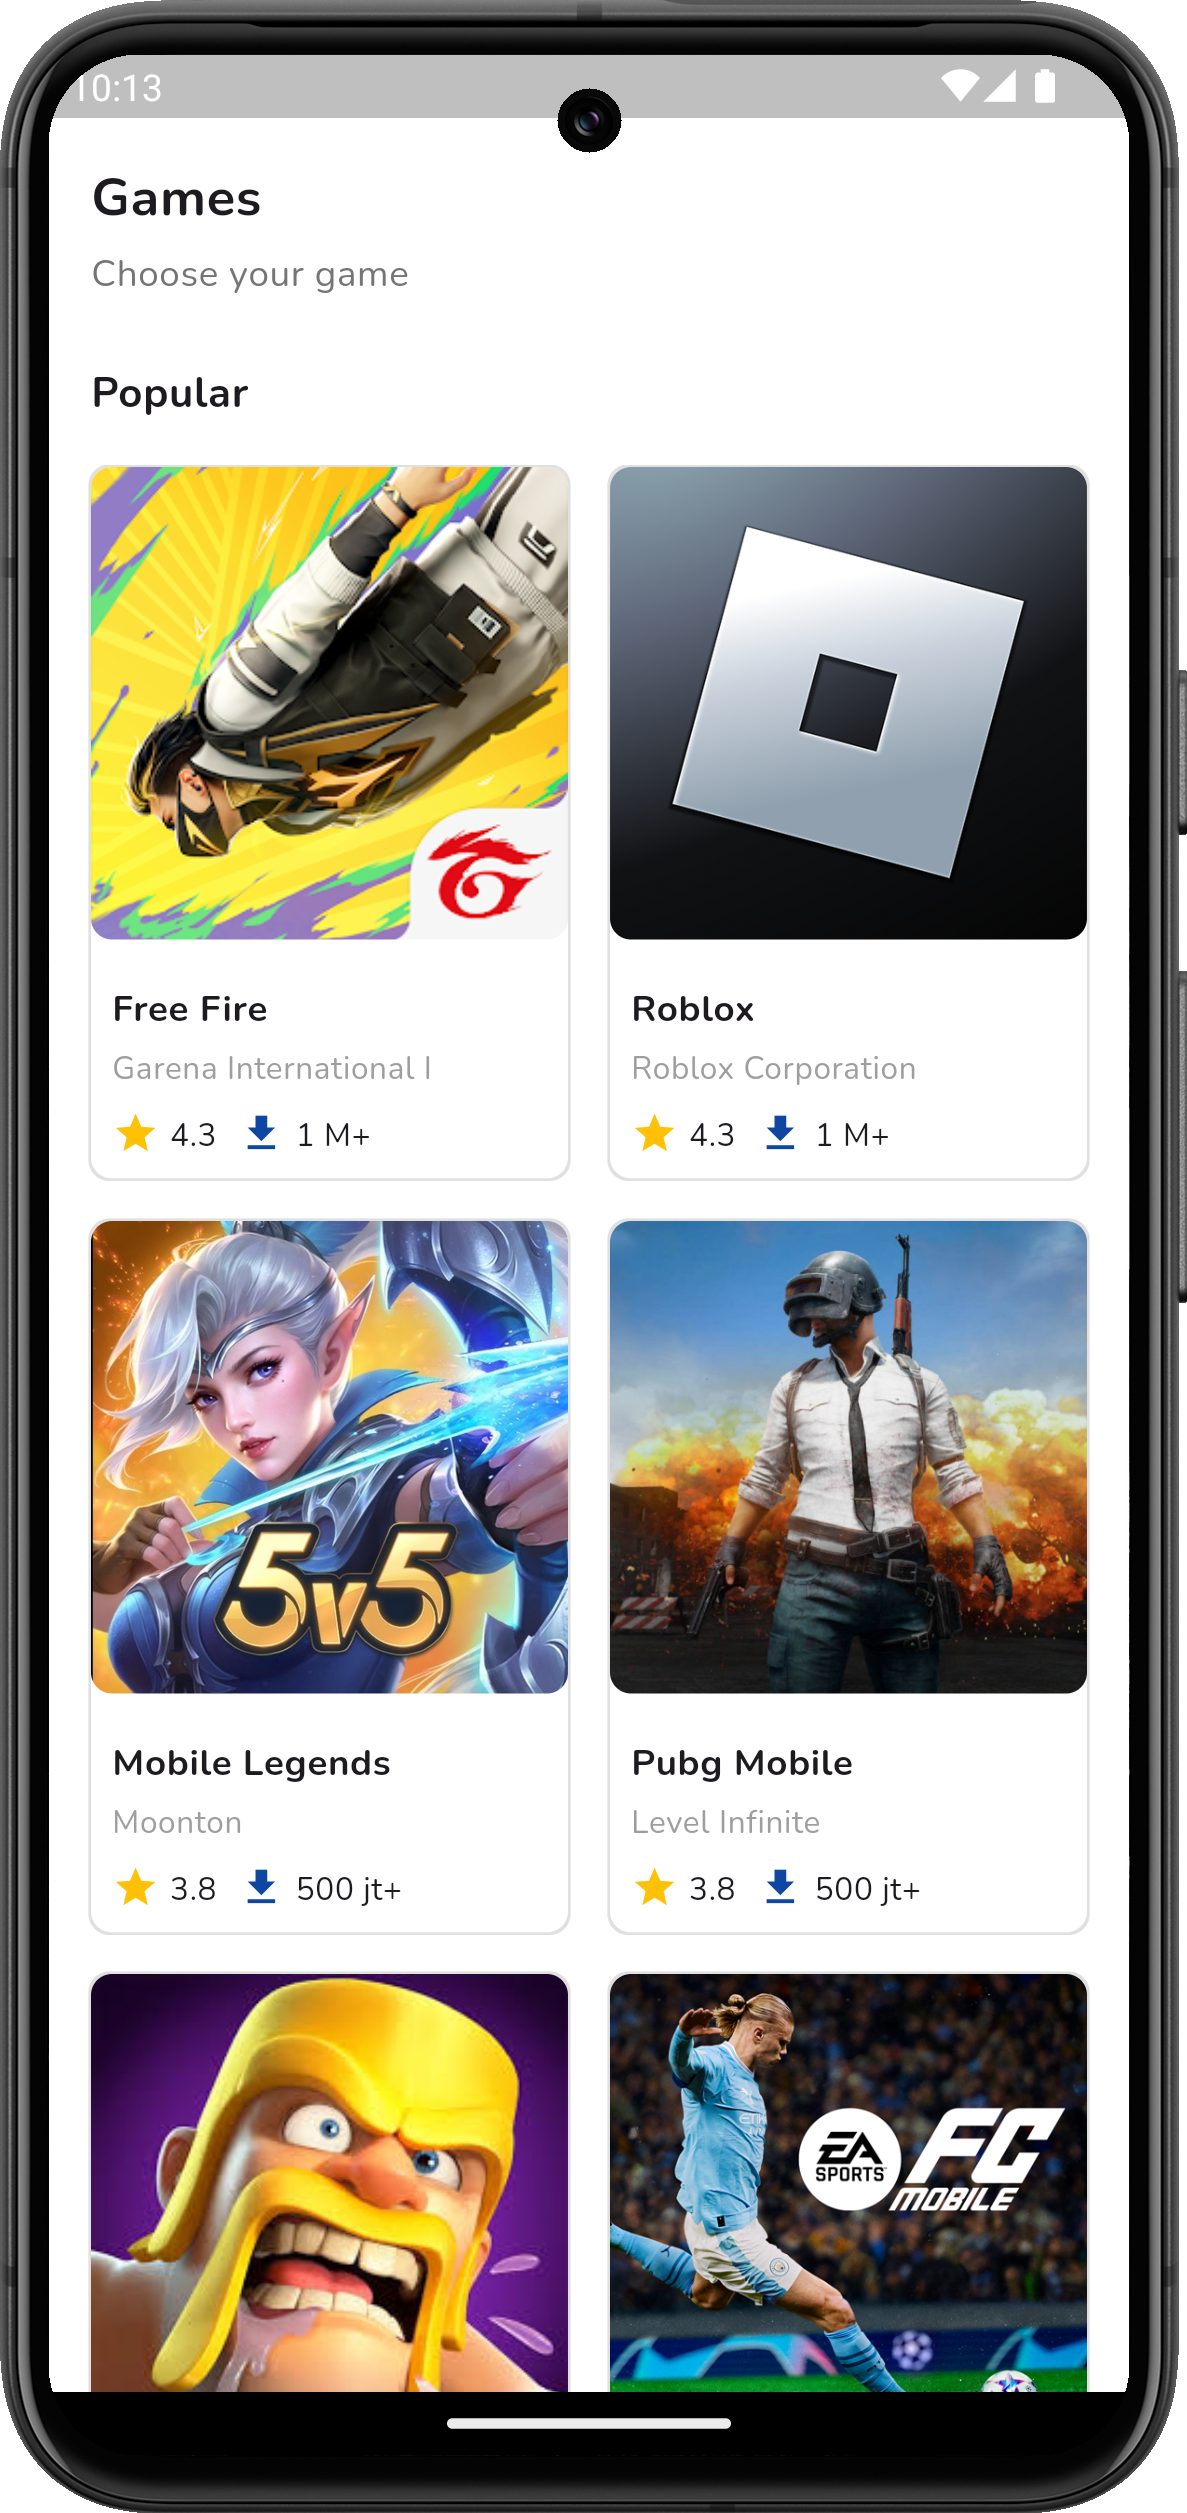 10:13
Games
Choose your game
Popular
Free Fire
Roblox
Garena International I
Roblox Corporation
4.3 1 M+
4.3 1 M+
5v5
Mobile Legends
Pubg Mobile
Moonton
Level Infinite
3.8 500 jt+
3.8 500 jt+
EA SPORTS FC MOBILE